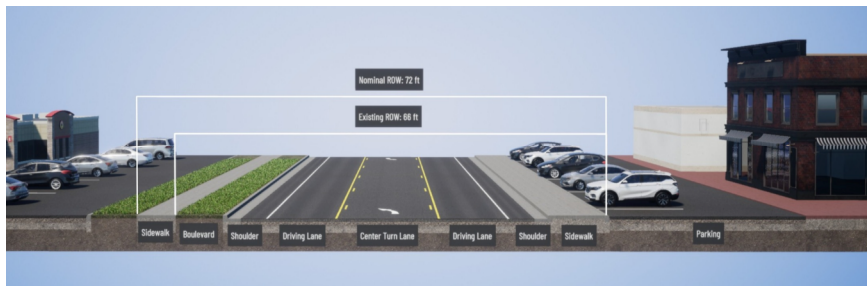 Nominal ROW: 72 ft
Existing ROW: 66 ft
Sidewalk
Boulevard
Shoulder
Driving Lane
Center Turn Lane
Driving Lane
Shoulder
Sidewalk
Parking